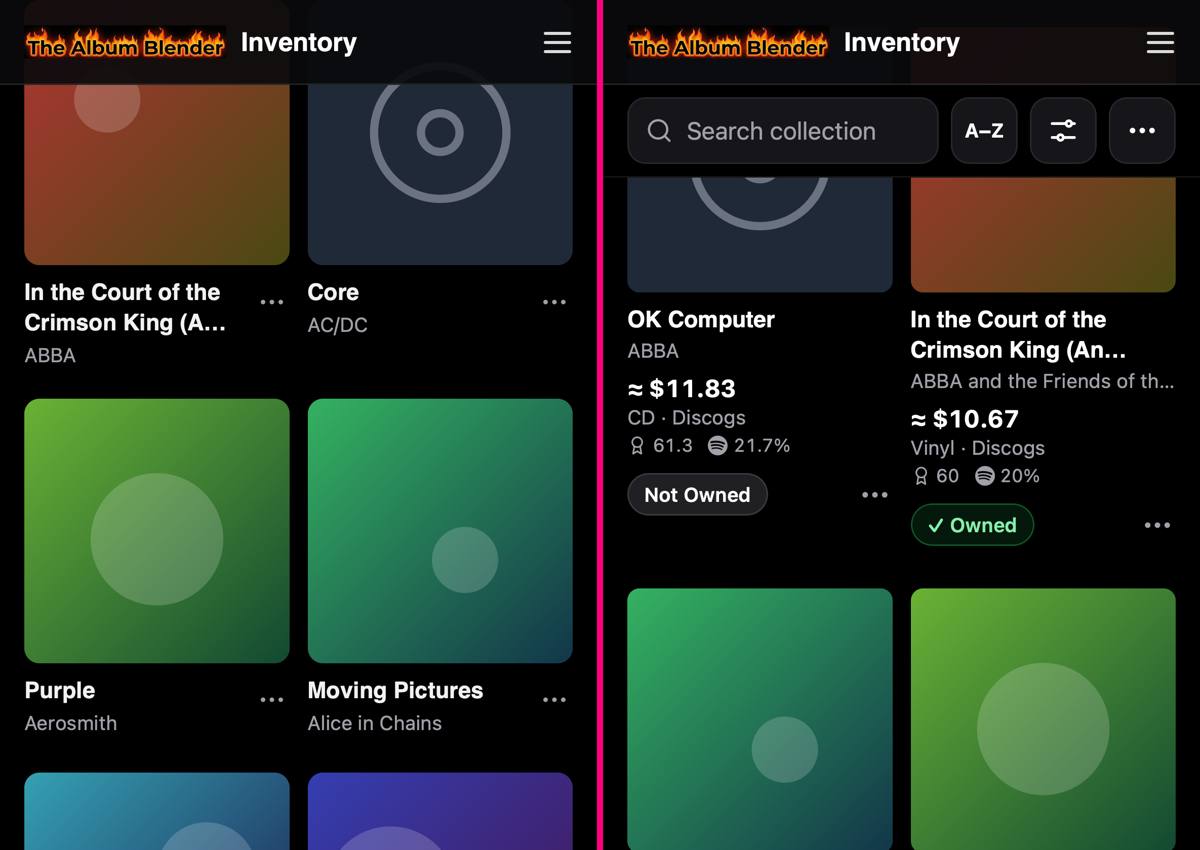 The Album Blender Inventory
In the Court of the
Crimson King (A...
ABBA
Core
AC/DC
Purple
Aerosmith
Moving Pictures
Alice in Chains
The Album Blender Inventory
Search collection
A–Z
OK Computer
ABBA
≈ $11.83
CD · Discogs
61.3 21.7%
Not Owned
In the Court of the
Crimson King (An...
ABBA and the Friends of th...
≈ $10.67
Vinyl · Discogs
60 20%
✓ Owned